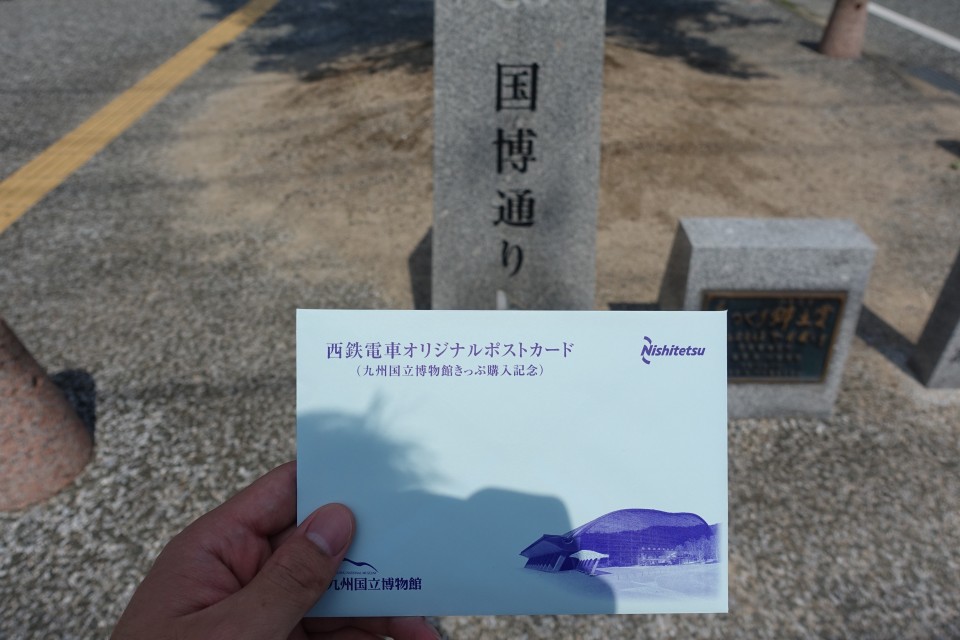 国博通り
西鉄電車オリジナルポストカード
（九州国立博物館きっぷ購入記念）
Nishitetsu
九州国立博物館